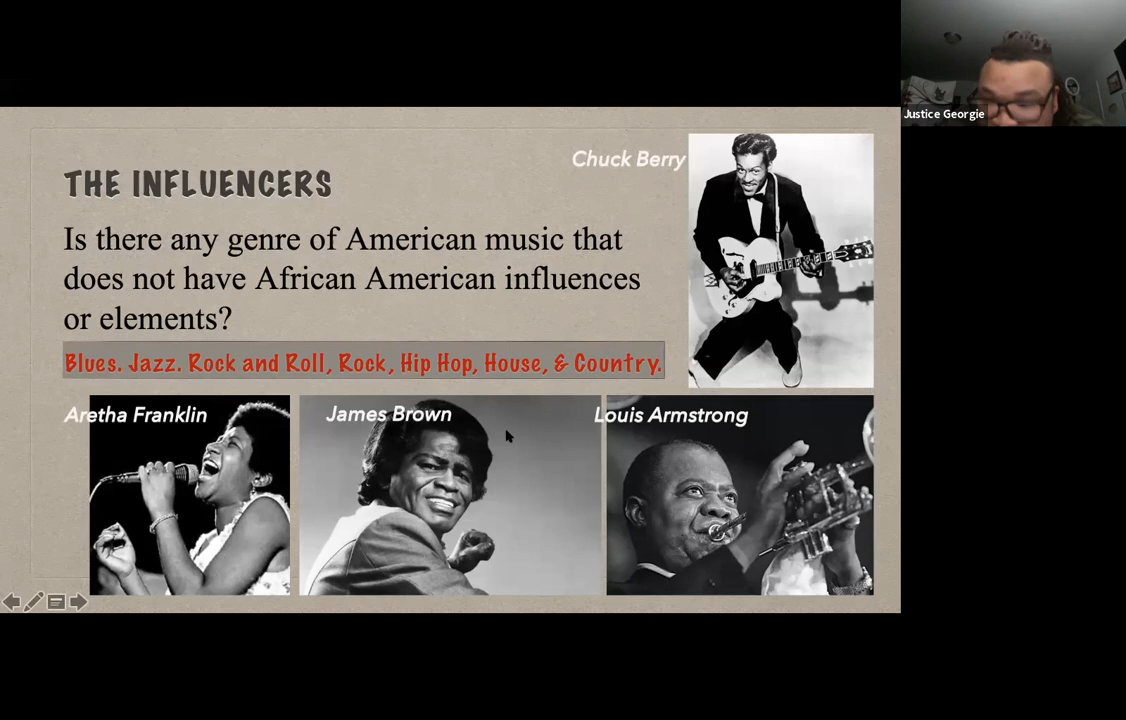 Justice Georgie
Chuck Berry
THE INFLUENCERS
Is there any genre of American music that
does not have African American influences
or elements?
Blues. Jazz. Rock and Roll, Rock, Hip Hop, House, & Country.
Aretha Franklin
James Brown
Louis Armstrong